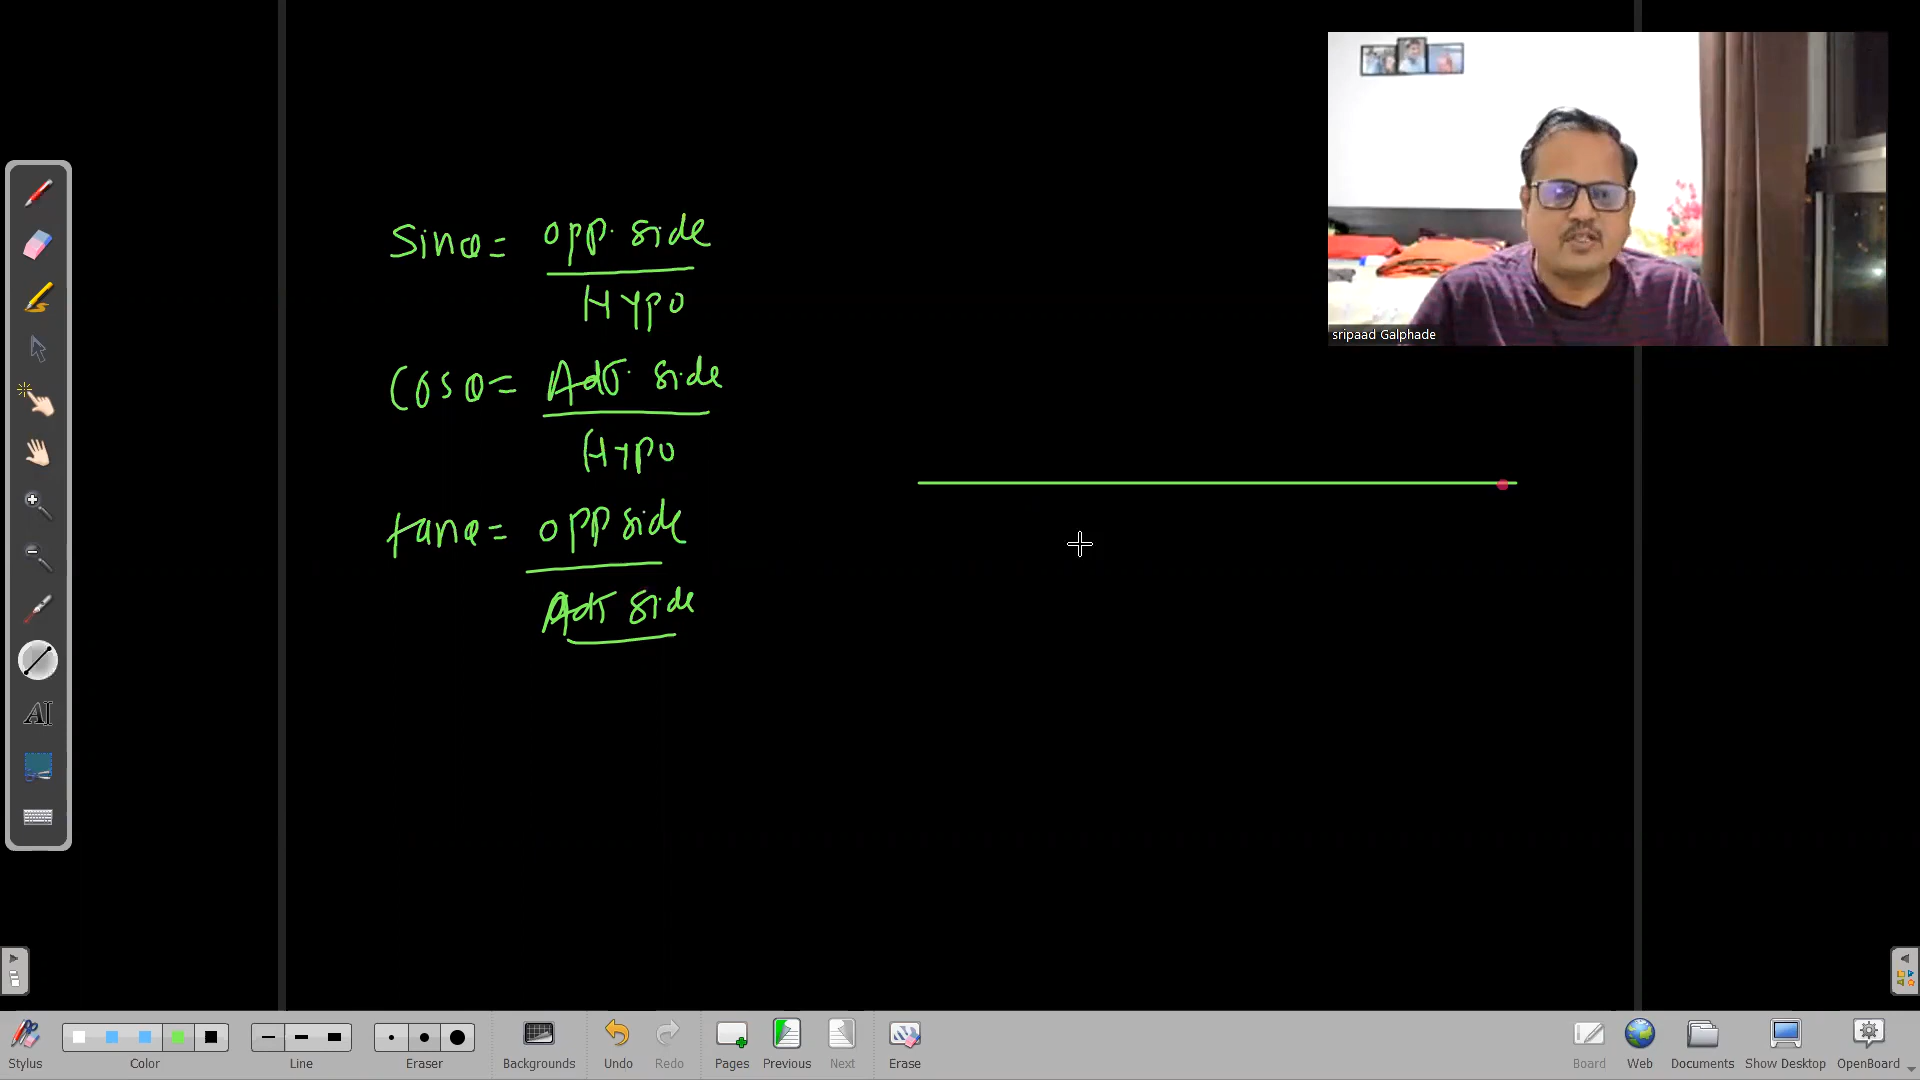 sinθ = opp. side
Hypo
cosθ = Adj. side
Hypo
tanθ = opp side
Adj side
sripaad Galphade
AI
Stylus
Color
Line
Eraser
Backgrounds
Undo
Redo
Pages
Previous
Next
Erase
Board
Web
Documents
Show Desktop
OpenBoard